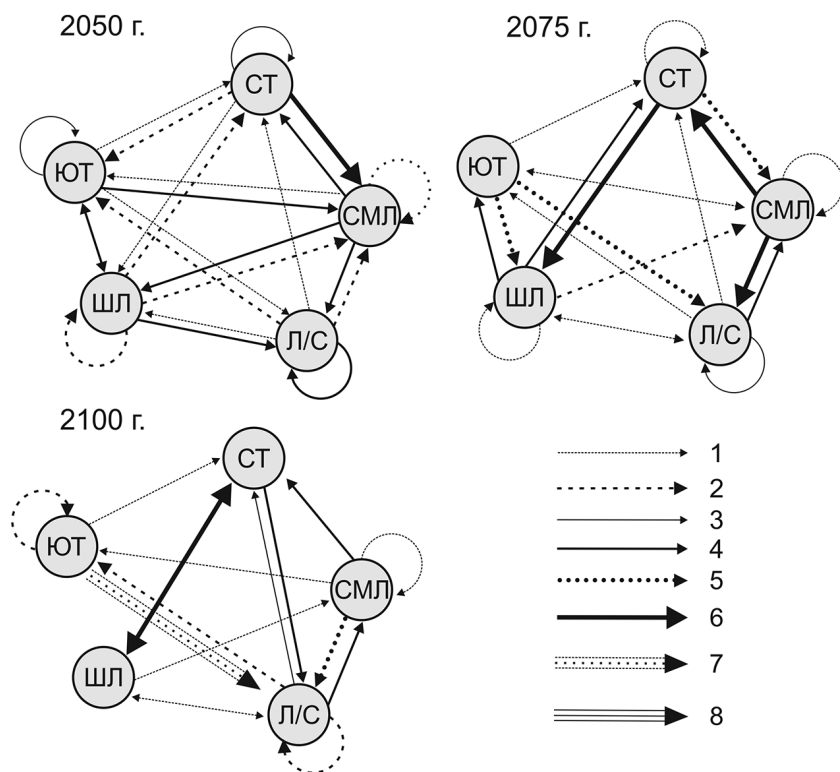 2050 г.
СТ
ЮТ
СМЛ
ШЛ
Л/С
2075 г.
СТ
ЮТ
СМЛ
ШЛ
Л/С
2100 г.
СТ
ЮТ
СМЛ
ШЛ
Л/С
1
2
3
4
5
6
7
8